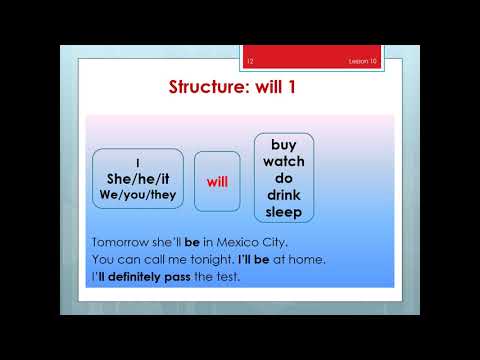 12 Lesson 10
Structure: will 1
I
She/he/it
We/you/they
will
buy
watch
do
drink
sleep
Tomorrow she'll be in Mexico City.
You can call me tonight. I'll be at home.
I'll definitely pass the test.